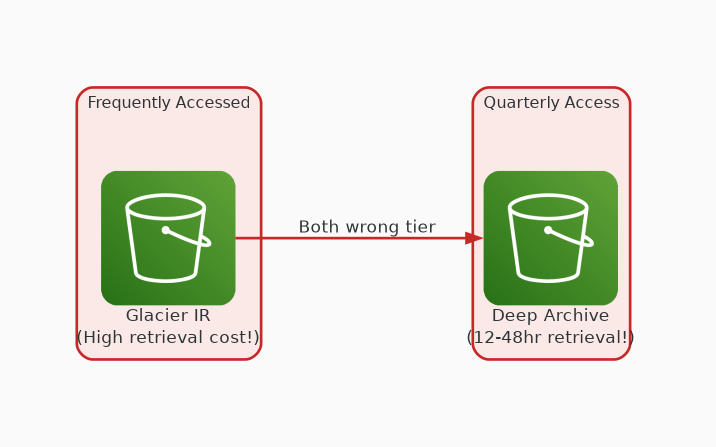 Frequently Accessed
Quarterly Access
Both wrong tier
Glacier IR
(High retrieval cost!)
Deep Archive
(12-48hr retrieval!)